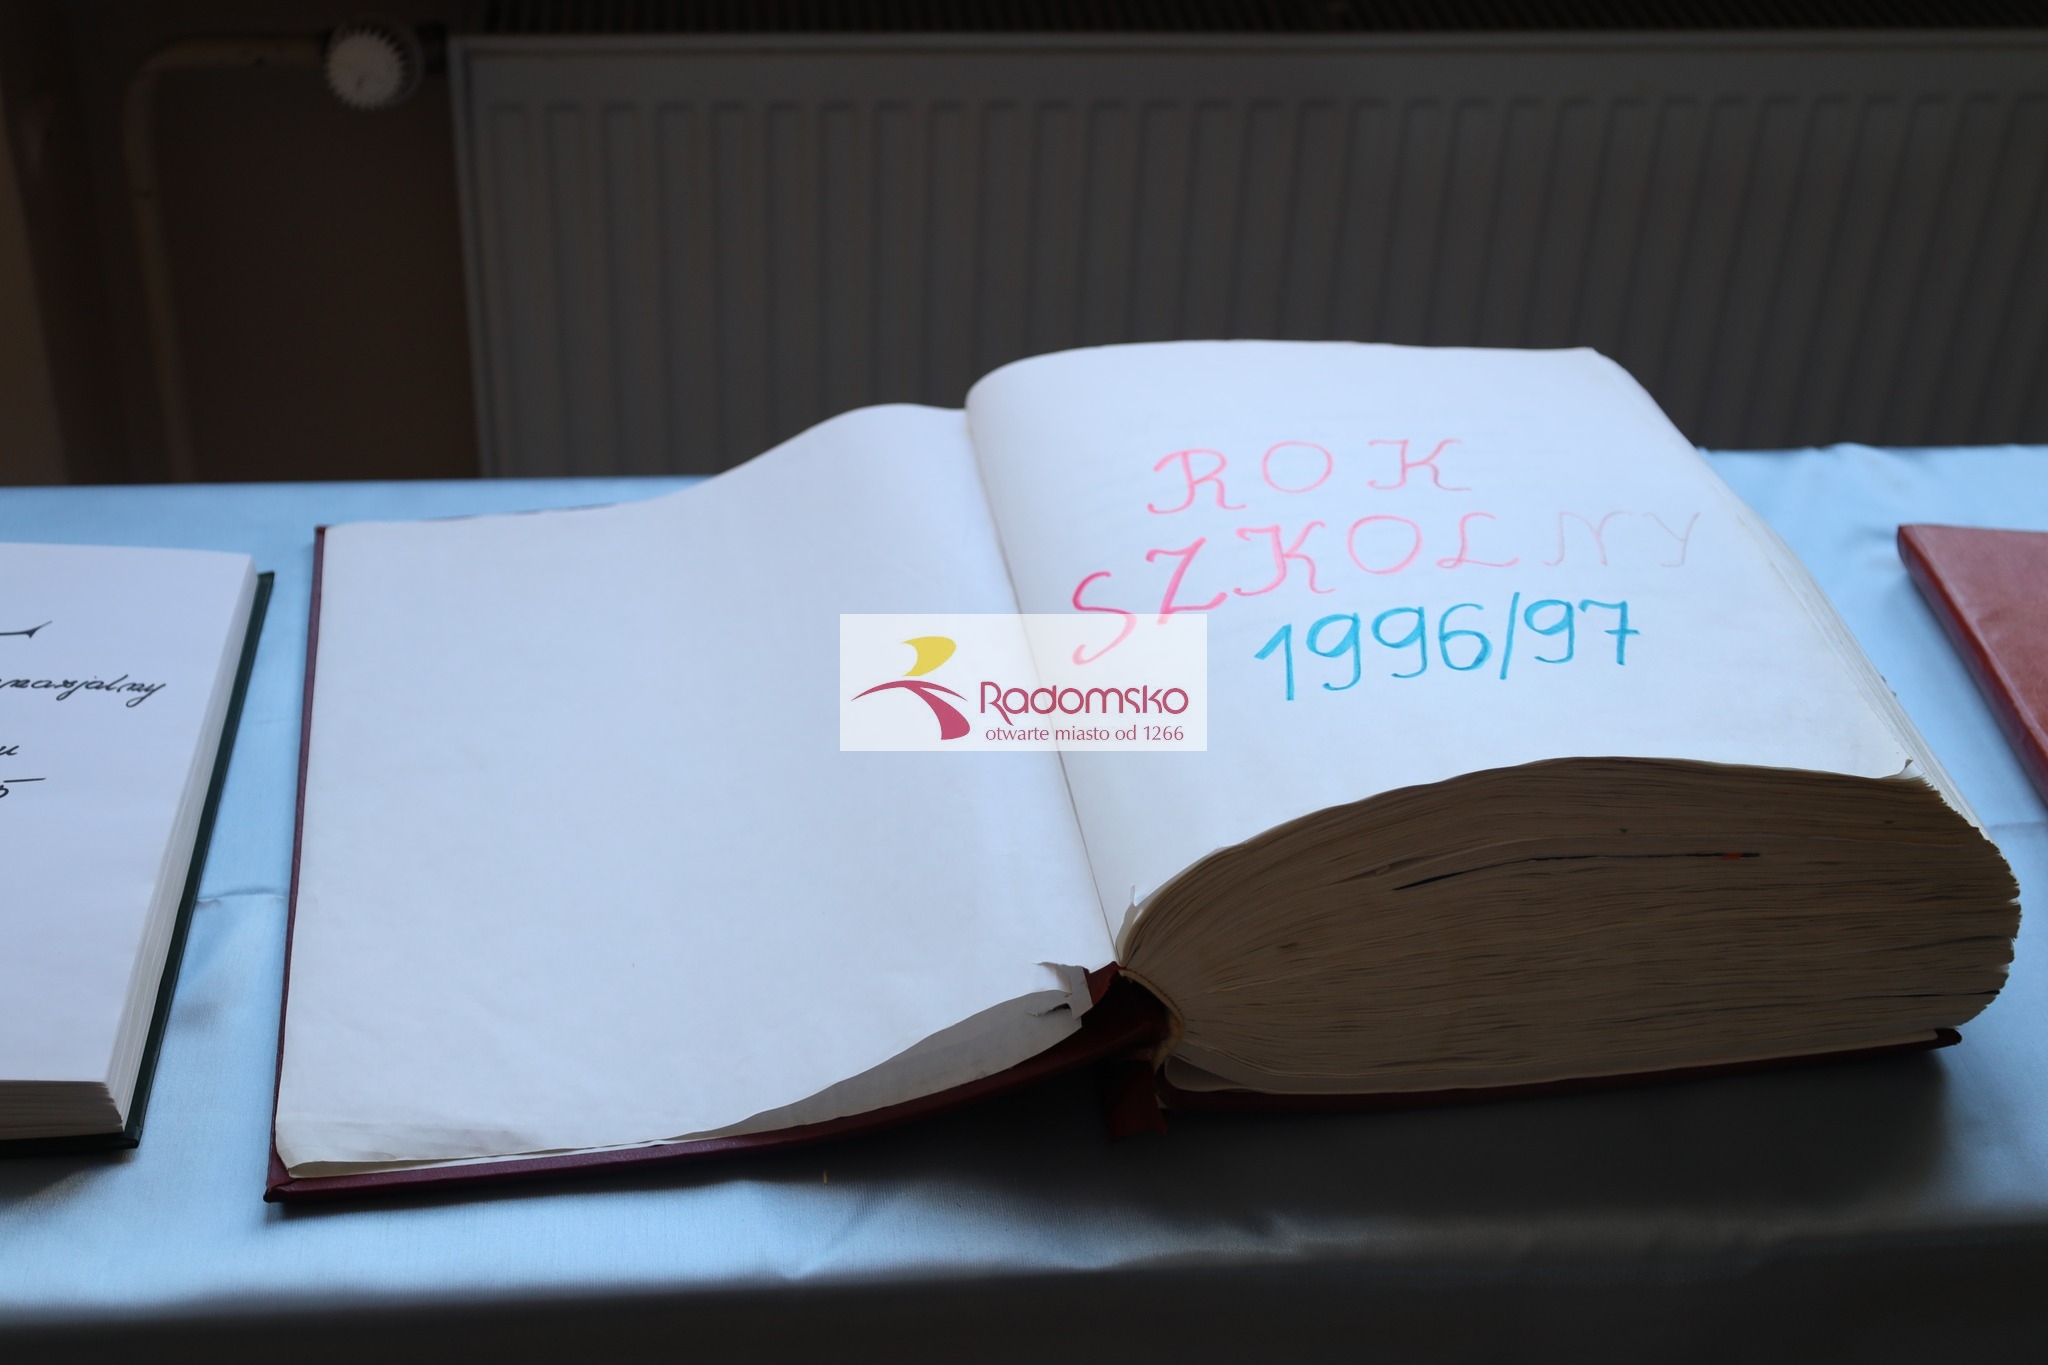 ROK
SZKOLNY
1996/97
Radomsko
otwarte miasto od 1266